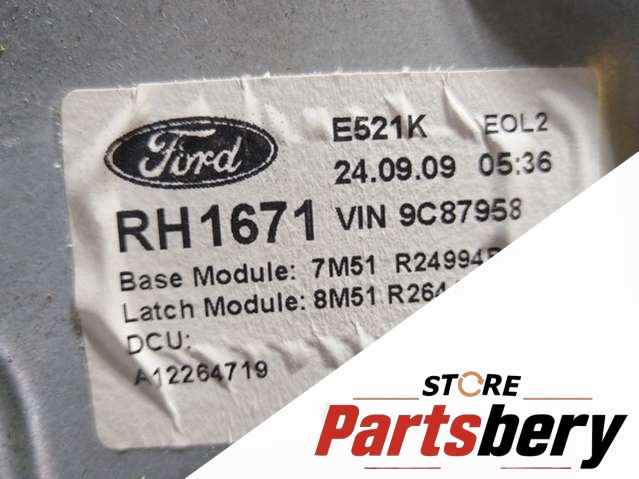 Ford
E521K EOL2
24.09.09 05:36
RH1671 VIN 9C87958
Base Module: 7M51
Latch Module: 8M51
DCU:
A12264719
STORE
Partsbery